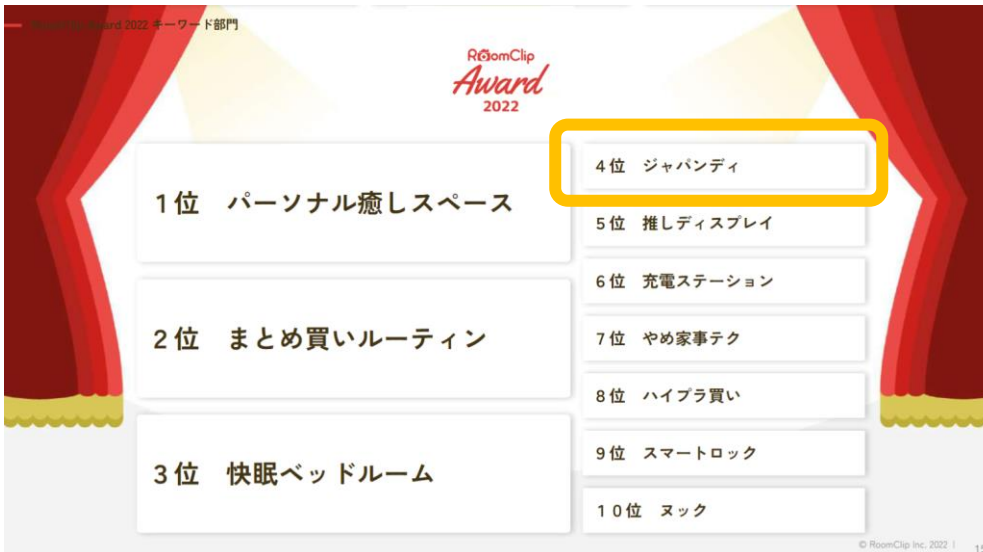 RoomClip Award 2022 キーワード部門
RoomClip
Award
2022
1位 パーソナル癒しスペース
2位 まとめ買いルーティン
3位 快眠ベッドルーム
4位 ジャパンディ
5位 推しディスプレイ
6位 充電ステーション
7位 やめ家事テク
8位 ハイプラ買い
9位 スマートロック
10位 ヌック
© RoomClip Inc. 2022 |